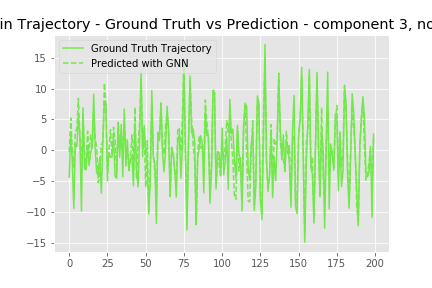 in Trajectory - Ground Truth vs Prediction - component 3, no
Ground Truth Trajectory
Predicted with GNN
15
10
5
0
−5
−10
−15
0 25 50 75 100 125 150 175 200